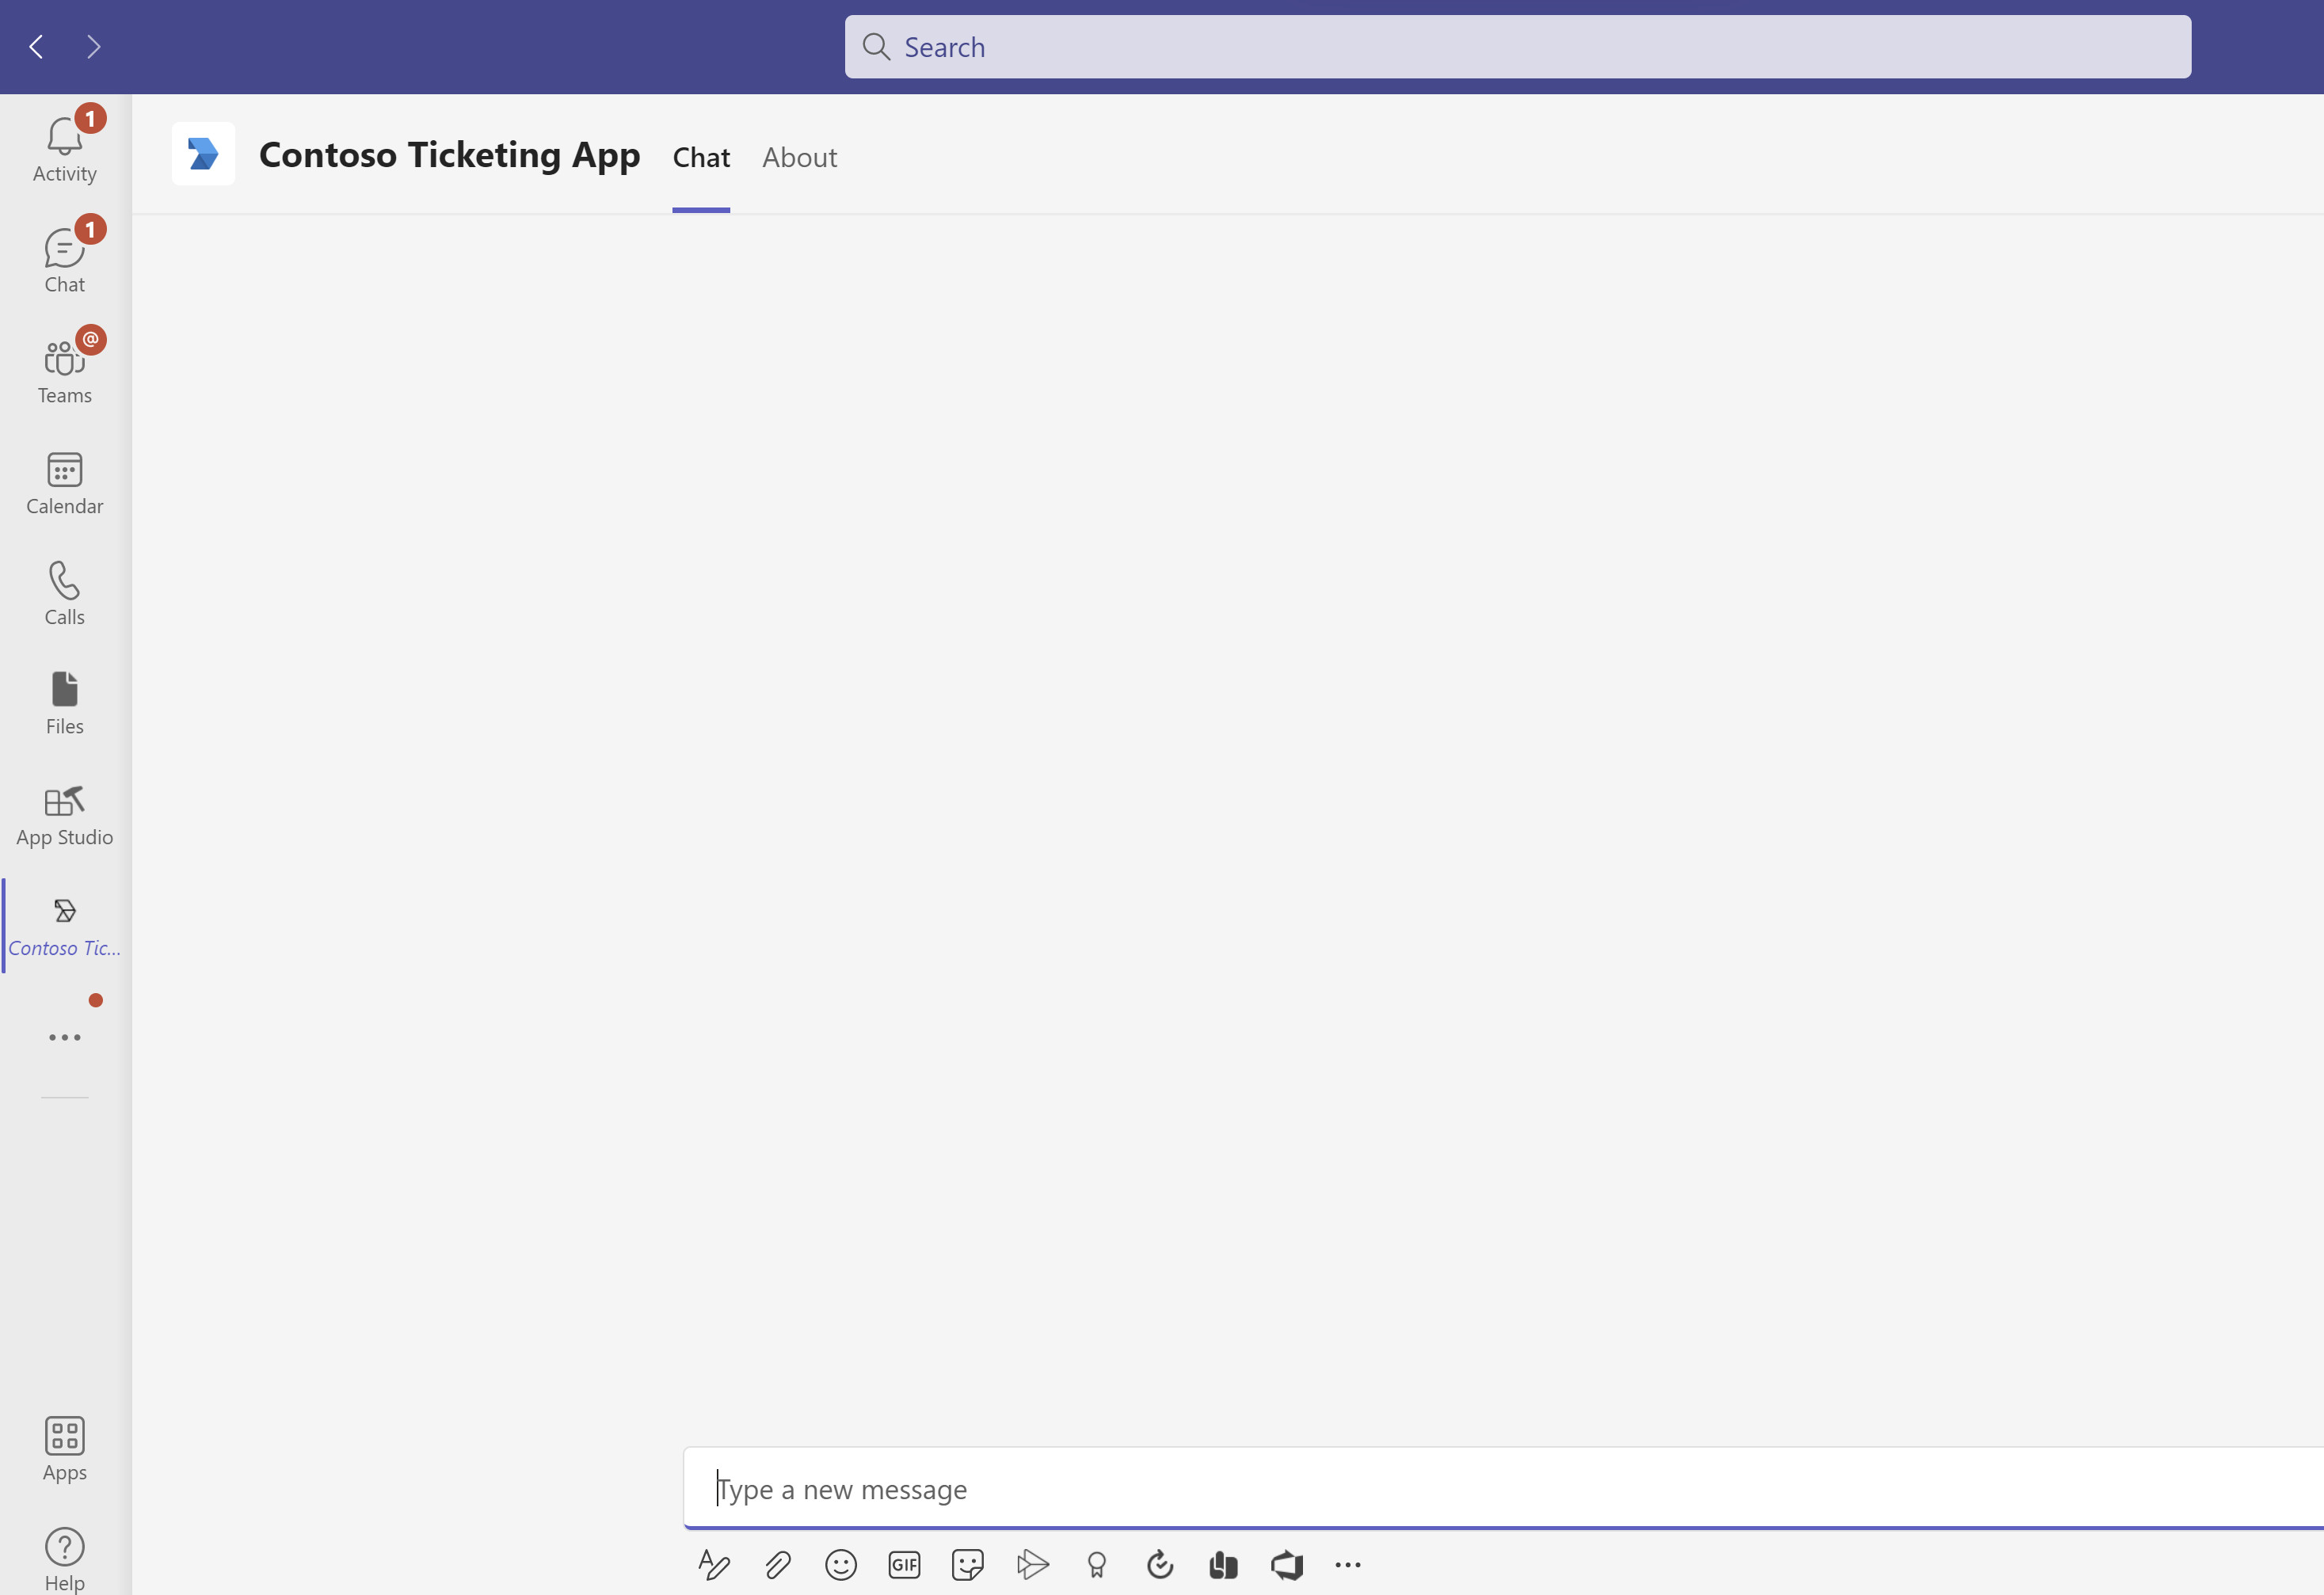 Search
1
Activity
1
Chat
@
Teams
Calendar
Calls
Files
App Studio
Contoso Tic...
Apps
Help
Contoso Ticketing App Chat About
Type a new message
GIF